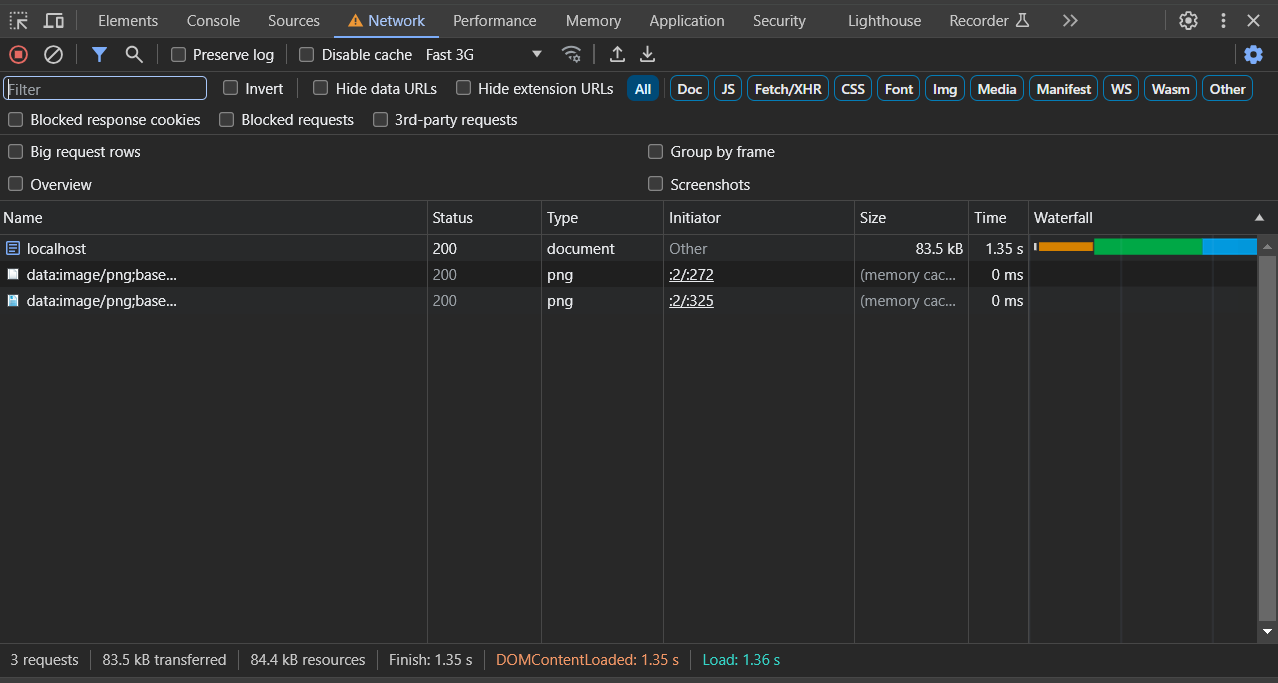 Elements Console Sources Network Performance Memory Application Security Lighthouse Recorder
Preserve log Disable cache Fast 3G
Filter Invert Hide data URLs Hide extension URLs All Doc JS Fetch/XHR CSS Font Img Media Manifest WS Wasm Other
Blocked response cookies Blocked requests 3rd-party requests
Big request rows Group by frame
Overview Screenshots
Name Status Type Initiator Size Time Waterfall
localhost 200 document Other 83.5 kB 1.35 s
data:image/png;base... 200 png :2/:272 (memory cac... 0 ms
data:image/png;base... 200 png :2/:325 (memory cac... 0 ms
3 requests 83.5 kB transferred 84.4 kB resources Finish: 1.35 s DOMContentLoaded: 1.35 s Load: 1.36 s